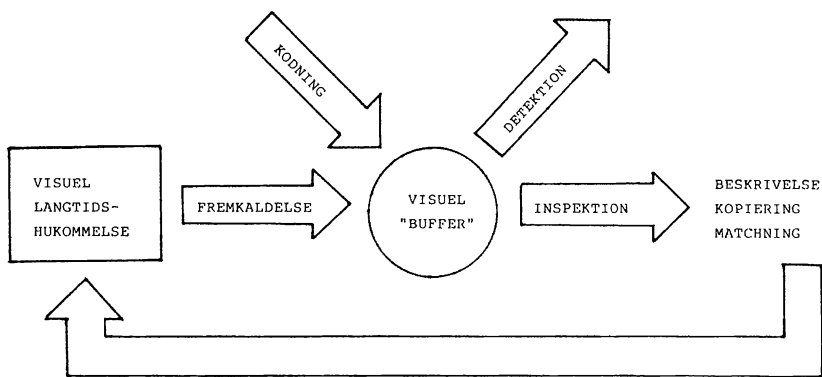 KODNING
DETEKTION
VISUEL
LANGTIDS-
HUKOMMELSE
FREMKALDELSE
VISUEL
"BUFFER"
INSPEKTION
BESKRIVELSE
KOPIERING
MATCHNING